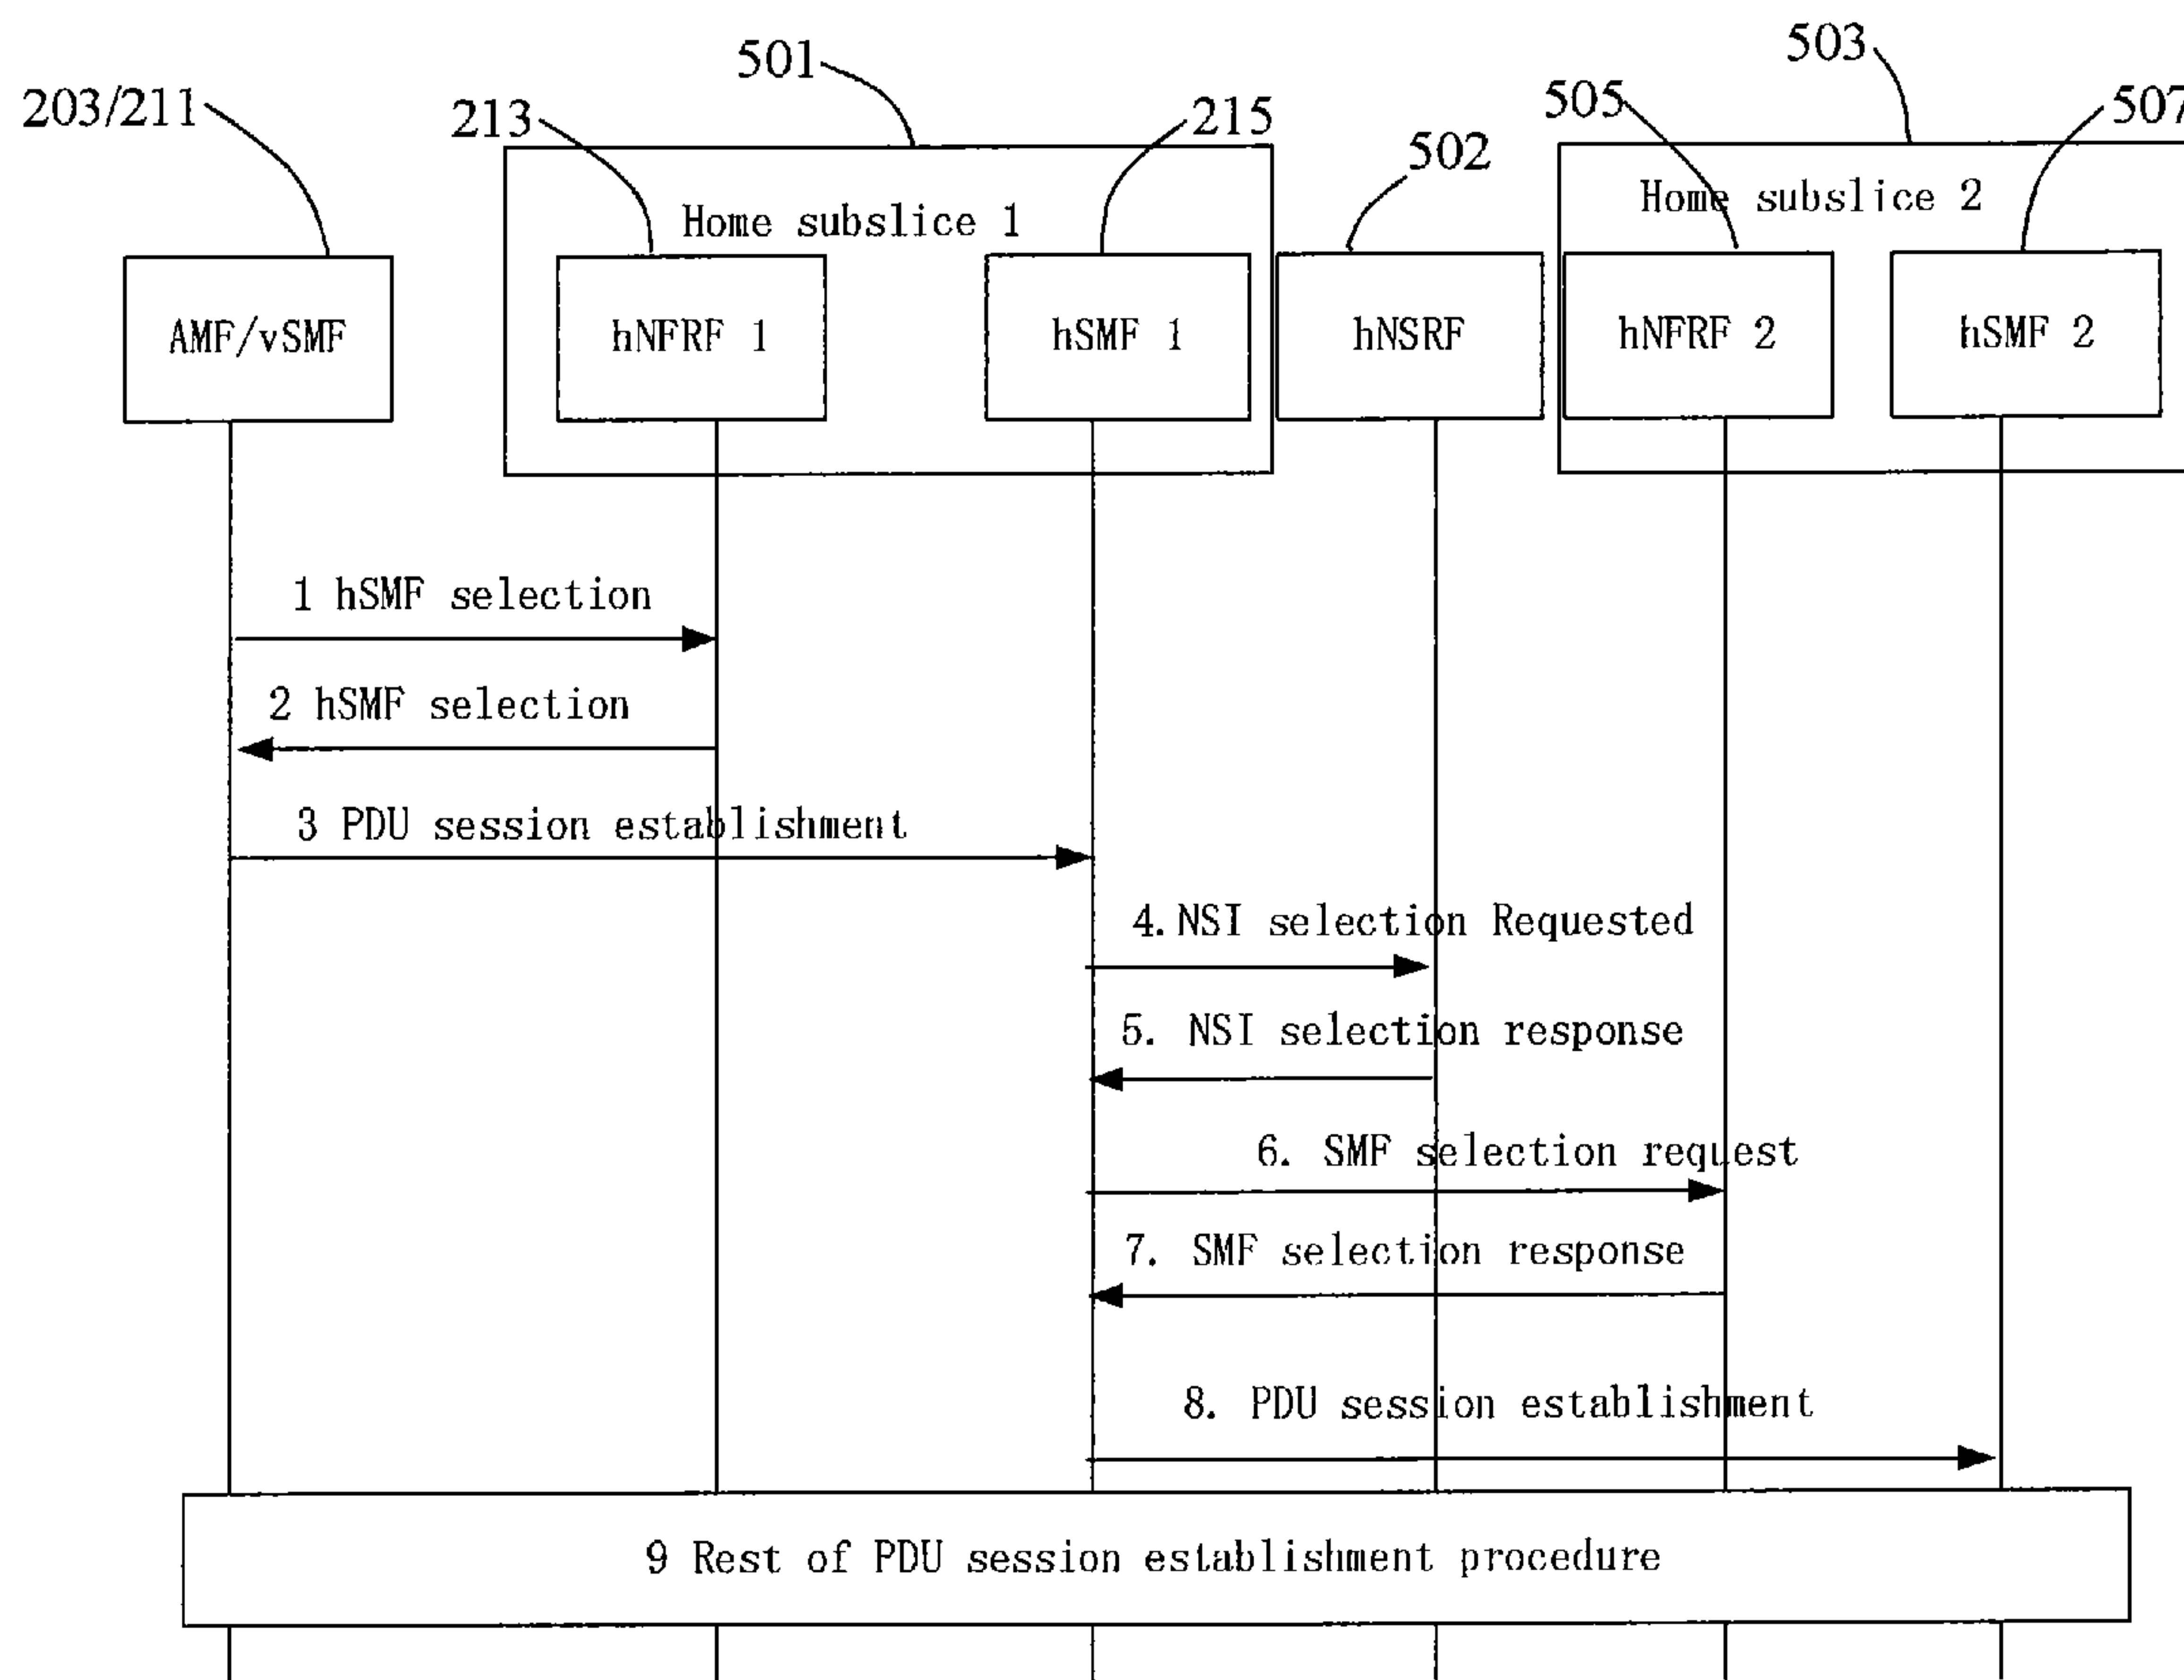 503
501
505
507
203/211
213
215
502
Home subslice 2
Home subslice 1
AMF/vSMF
hNFRF 1
hSMF 1
hNSRF
hNFRF 2
hSMF 2
1 hSMF selection
2 hSMF selection
3 PDU session establishment
4. NSI selection Requested
5. NSI selection response
6. SMF selection request
7. SMF selection response
8. PDU session establishment
9 Rest of PDU session establishment procedure